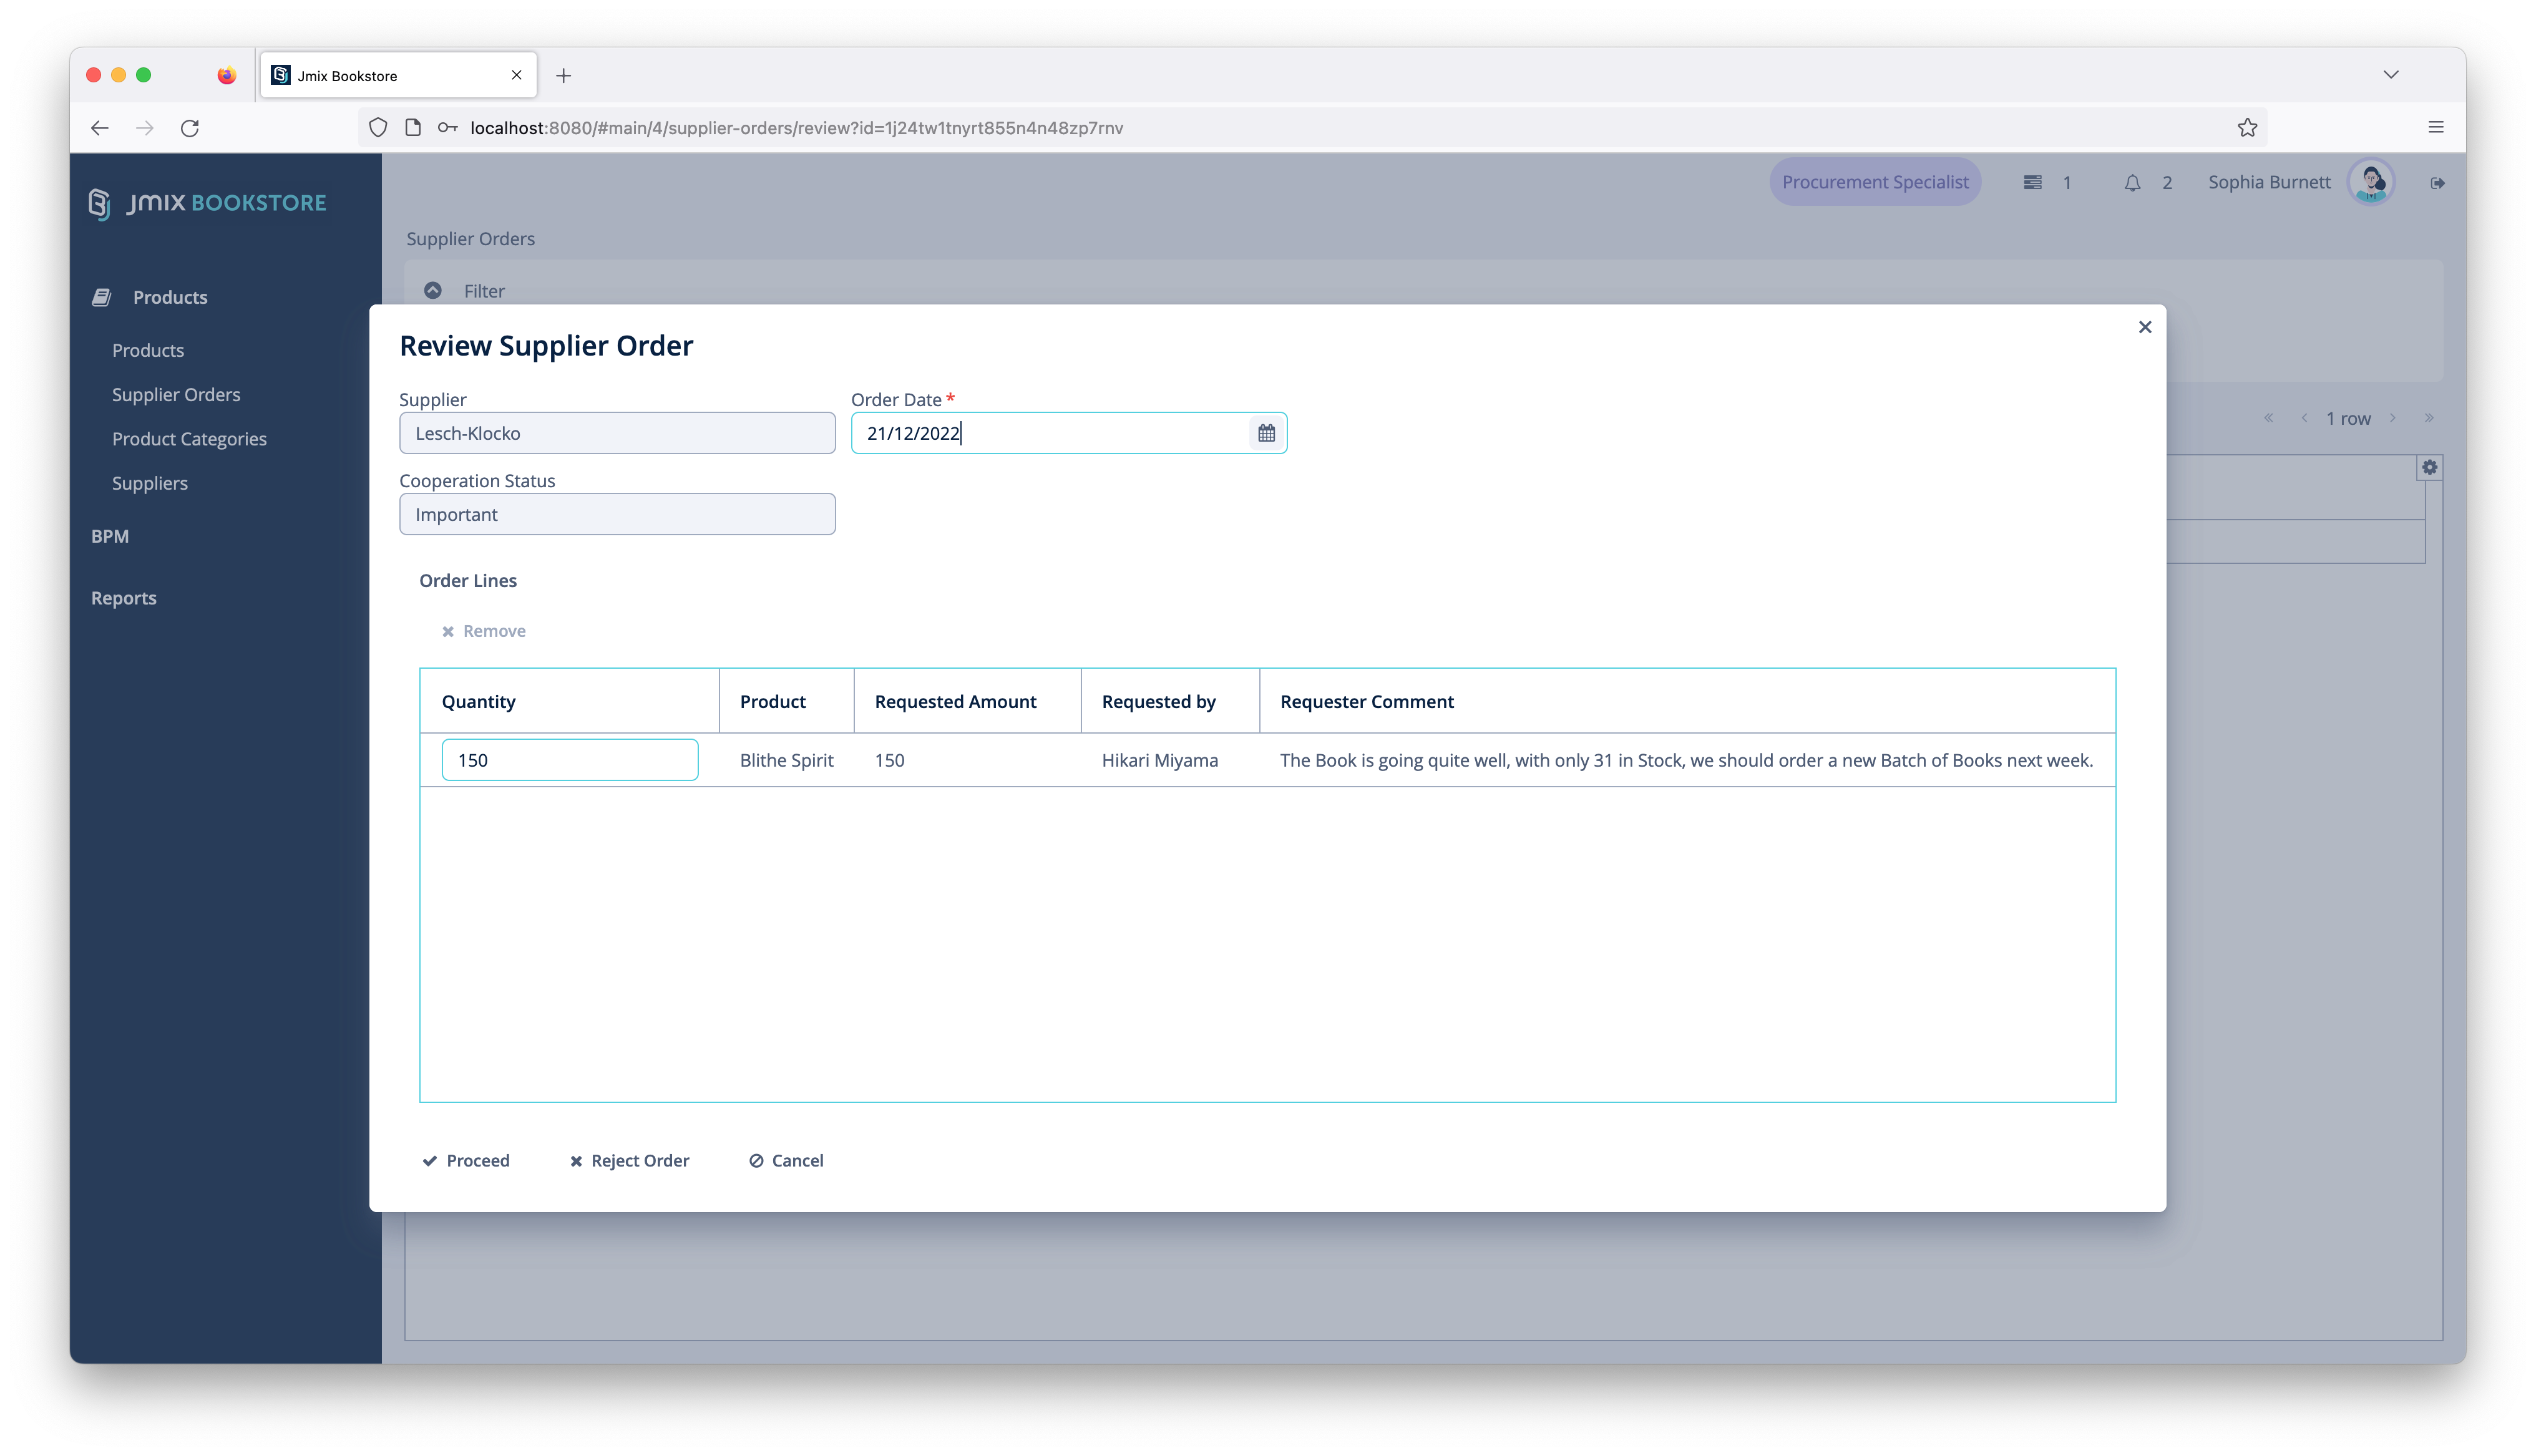 Jmix Bookstore
localhost:8080/#main/4/supplier-orders/review?id=1j24tw1tnyrt855n4n48zp7rnv
JMIX BOOKSTORE
Procurement Specialist 1 2 Sophia Burnett
Supplier Orders
Products
Filter
Products
Supplier Orders
Product Categories
Suppliers
BPM
Reports
1 row
Review Supplier Order
Supplier Order Date *
Lesch-Klocko 21/12/2022
Cooperation Status
Important
Order Lines
Remove
Quantity Product Requested Amount Requested by Requester Comment
150 Blithe Spirit 150 Hikari Miyama The Book is going quite well, with only 31 in Stock, we should order a new Batch of Books next week.
Proceed Reject Order Cancel